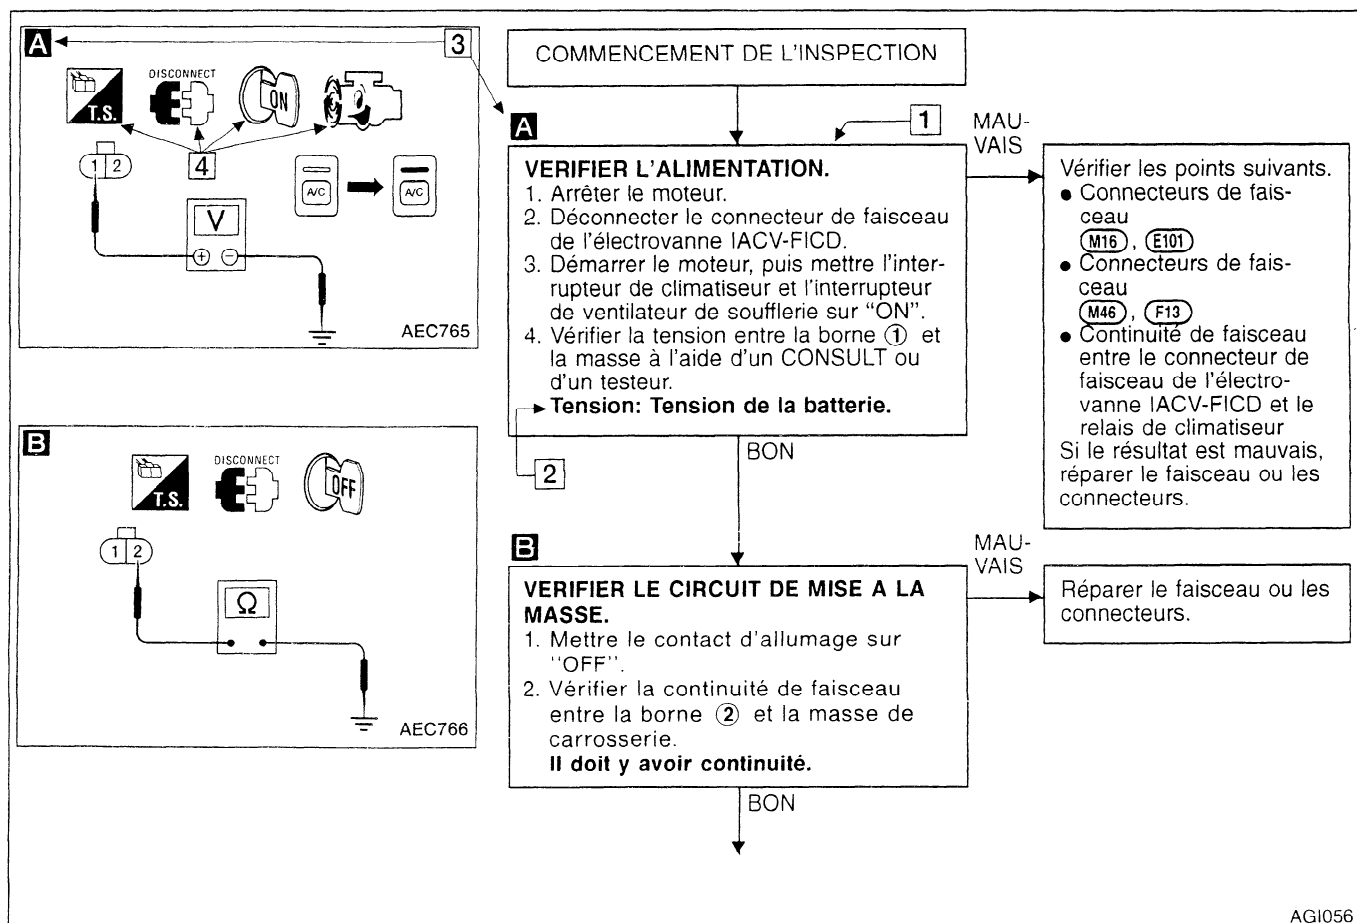 A
3
DISCONNECT
T.S.
ON
1 2
4
A/C
A/C
V
+ −
AEC765
B
DISCONNECT
T.S.
OFF
1 2
Ω
AEC766
COMMENCEMENT DE L'INSPECTION
A
1
VERIFIER L'ALIMENTATION.
1. Arrêter le moteur.
2. Déconnecter le connecteur de faisceau
de l'électrovanne IACV-FICD.
3. Démarrer le moteur, puis mettre l'inter-
rupteur de climatiseur et l'interrupteur
de ventilateur de soufflerie sur "ON".
4. Vérifier la tension entre la borne ① et
la masse à l'aide d'un CONSULT ou
d'un testeur.
Tension: Tension de la batterie.
2
MAU-
VAIS
Vérifier les points suivants.
● Connecteurs de fais-
ceau
M16, E101
● Connecteurs de fais-
ceau
M46, F13
● Continuité de faisceau
entre le connecteur de
faisceau de l'électro-
vanne IACV-FICD et le
relais de climatiseur
Si le résultat est mauvais,
réparer le faisceau ou les
connecteurs.
BON
B
VERIFIER LE CIRCUIT DE MISE A LA
MASSE.
1. Mettre le contact d'allumage sur
"OFF".
2. Vérifier la continuité de faisceau
entre la borne ② et la masse de
carrosserie.
Il doit y avoir continuité.
MAU-
VAIS
Réparer le faisceau ou les
connecteurs.
BON
AGI056